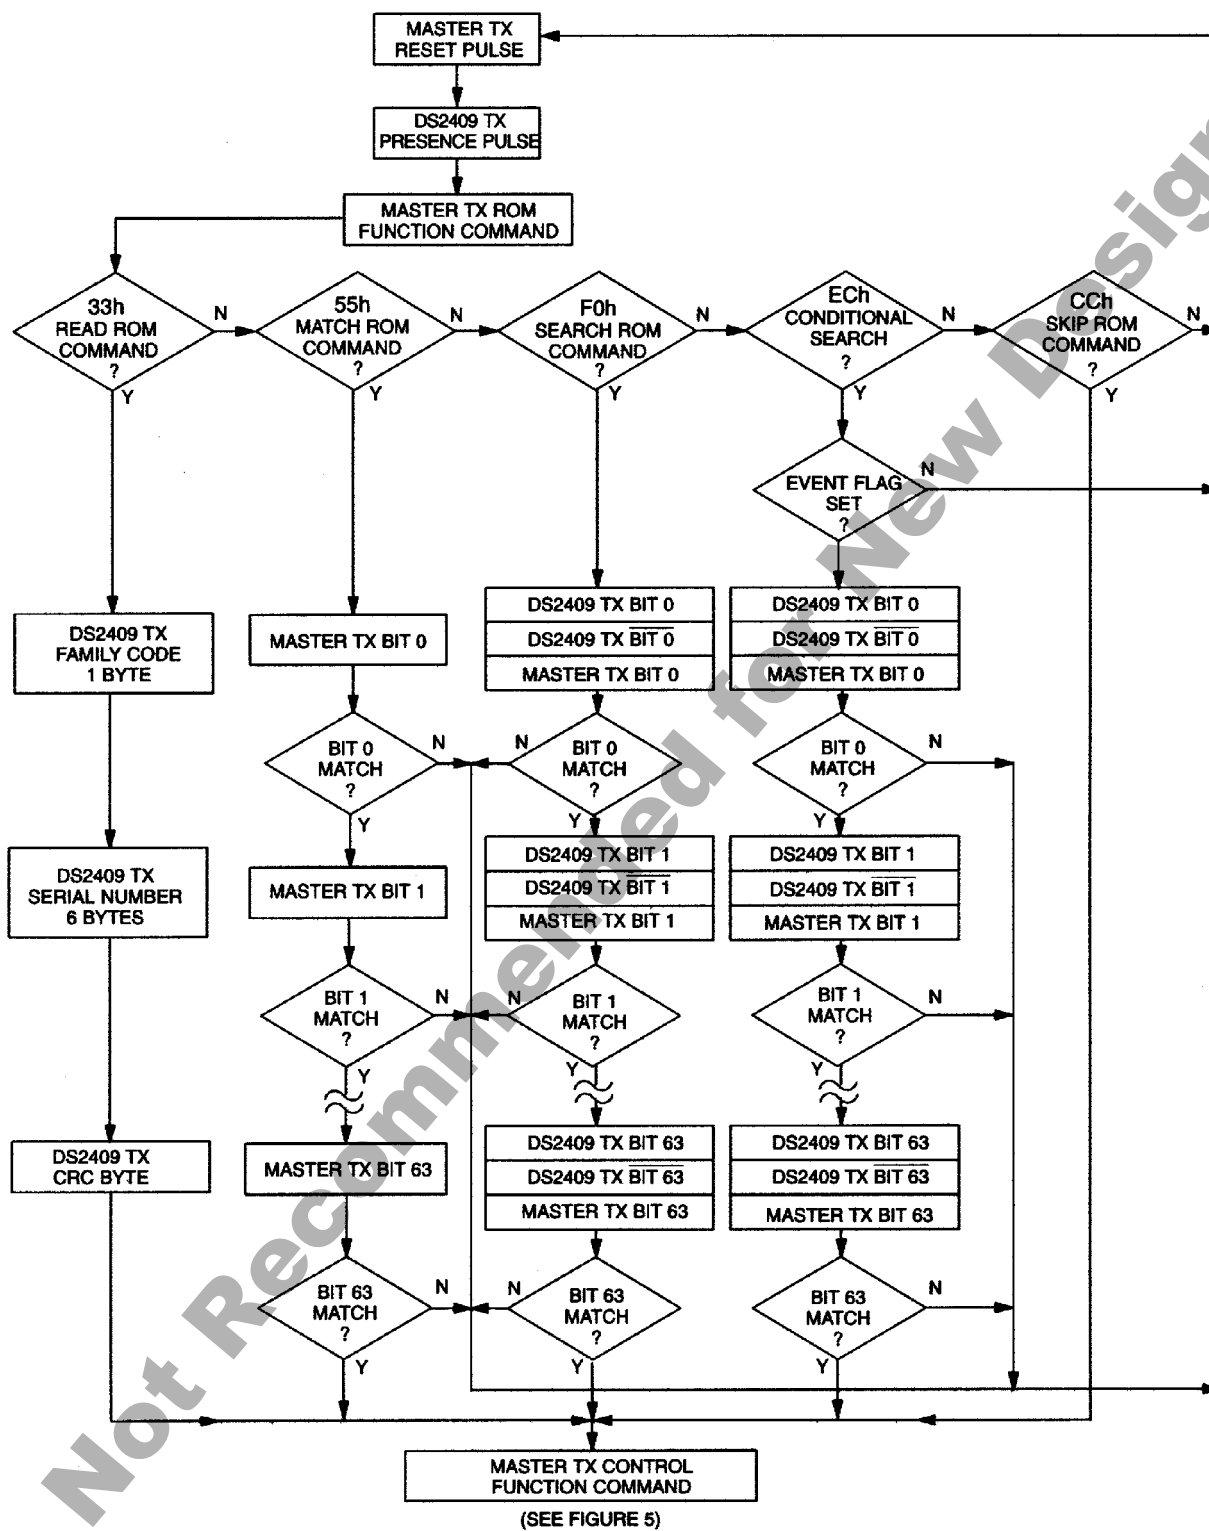 MASTER TX
RESET PULSE
DS2409 TX
PRESENCE PULSE
MASTER TX ROM
FUNCTION COMMAND
33h
READ ROM
COMMAND
?
N
Y
55h
MATCH ROM
COMMAND
?
N
Y
F0h
SEARCH ROM
COMMAND
?
N
Y
ECh
CONDITIONAL
SEARCH
?
N
Y
CCh
SKIP ROM
COMMAND
?
N
Y
EVENT FLAG
SET
?
N
DS2409 TX
FAMILY CODE
1 BYTE
DS2409 TX
SERIAL NUMBER
6 BYTES
DS2409 TX
CRC BYTE
MASTER TX BIT 0
BIT 0
MATCH
?
N
Y
MASTER TX BIT 1
BIT 1
MATCH
?
N
Y
MASTER TX BIT 63
BIT 63
MATCH
?
N
Y
DS2409 TX BIT 0
DS2409 TX B̅I̅T̅ ̅0̅
MASTER TX BIT 0
BIT 0
MATCH
?
N
Y
DS2409 TX BIT 1
DS2409 TX B̅I̅T̅ ̅1̅
MASTER TX BIT 1
BIT 1
MATCH
?
N
Y
DS2409 TX BIT 63
DS2409 TX B̅I̅T̅ ̅6̅3̅
MASTER TX BIT 63
BIT 63
MATCH
?
N
Y
DS2409 TX BIT 0
DS2409 TX B̅I̅T̅ ̅0̅
MASTER TX BIT 0
BIT 0
MATCH
?
N
Y
DS2409 TX BIT 1
DS2409 TX B̅I̅T̅ ̅1̅
MASTER TX BIT 1
BIT 1
MATCH
?
N
Y
DS2409 TX BIT 63
DS2409 TX B̅I̅T̅ ̅6̅3̅
MASTER TX BIT 63
BIT 63
MATCH
?
N
Y
MASTER TX CONTROL
FUNCTION COMMAND
(SEE FIGURE 5)
Not Recommended for New Design